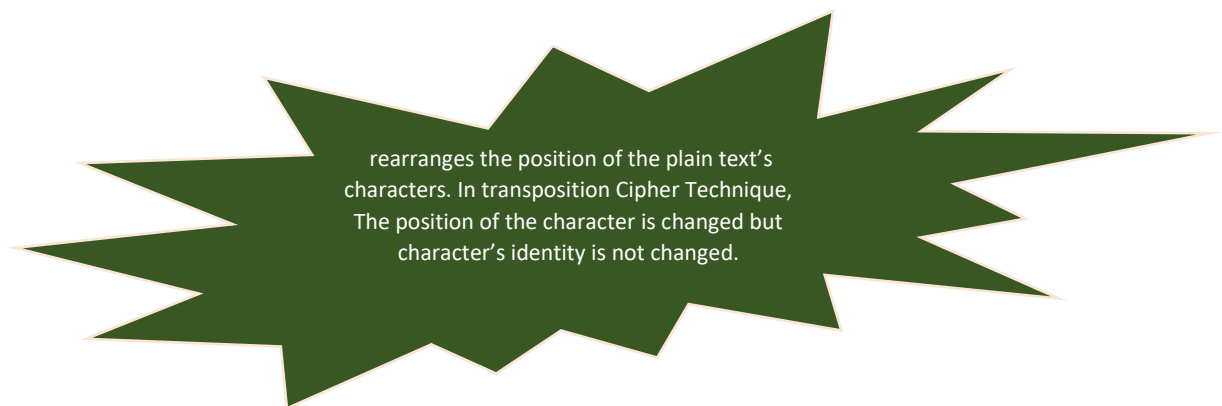 rearranges the position of the plain text’s
characters. In transposition Cipher Technique,
The position of the character is changed but
character’s identity is not changed.